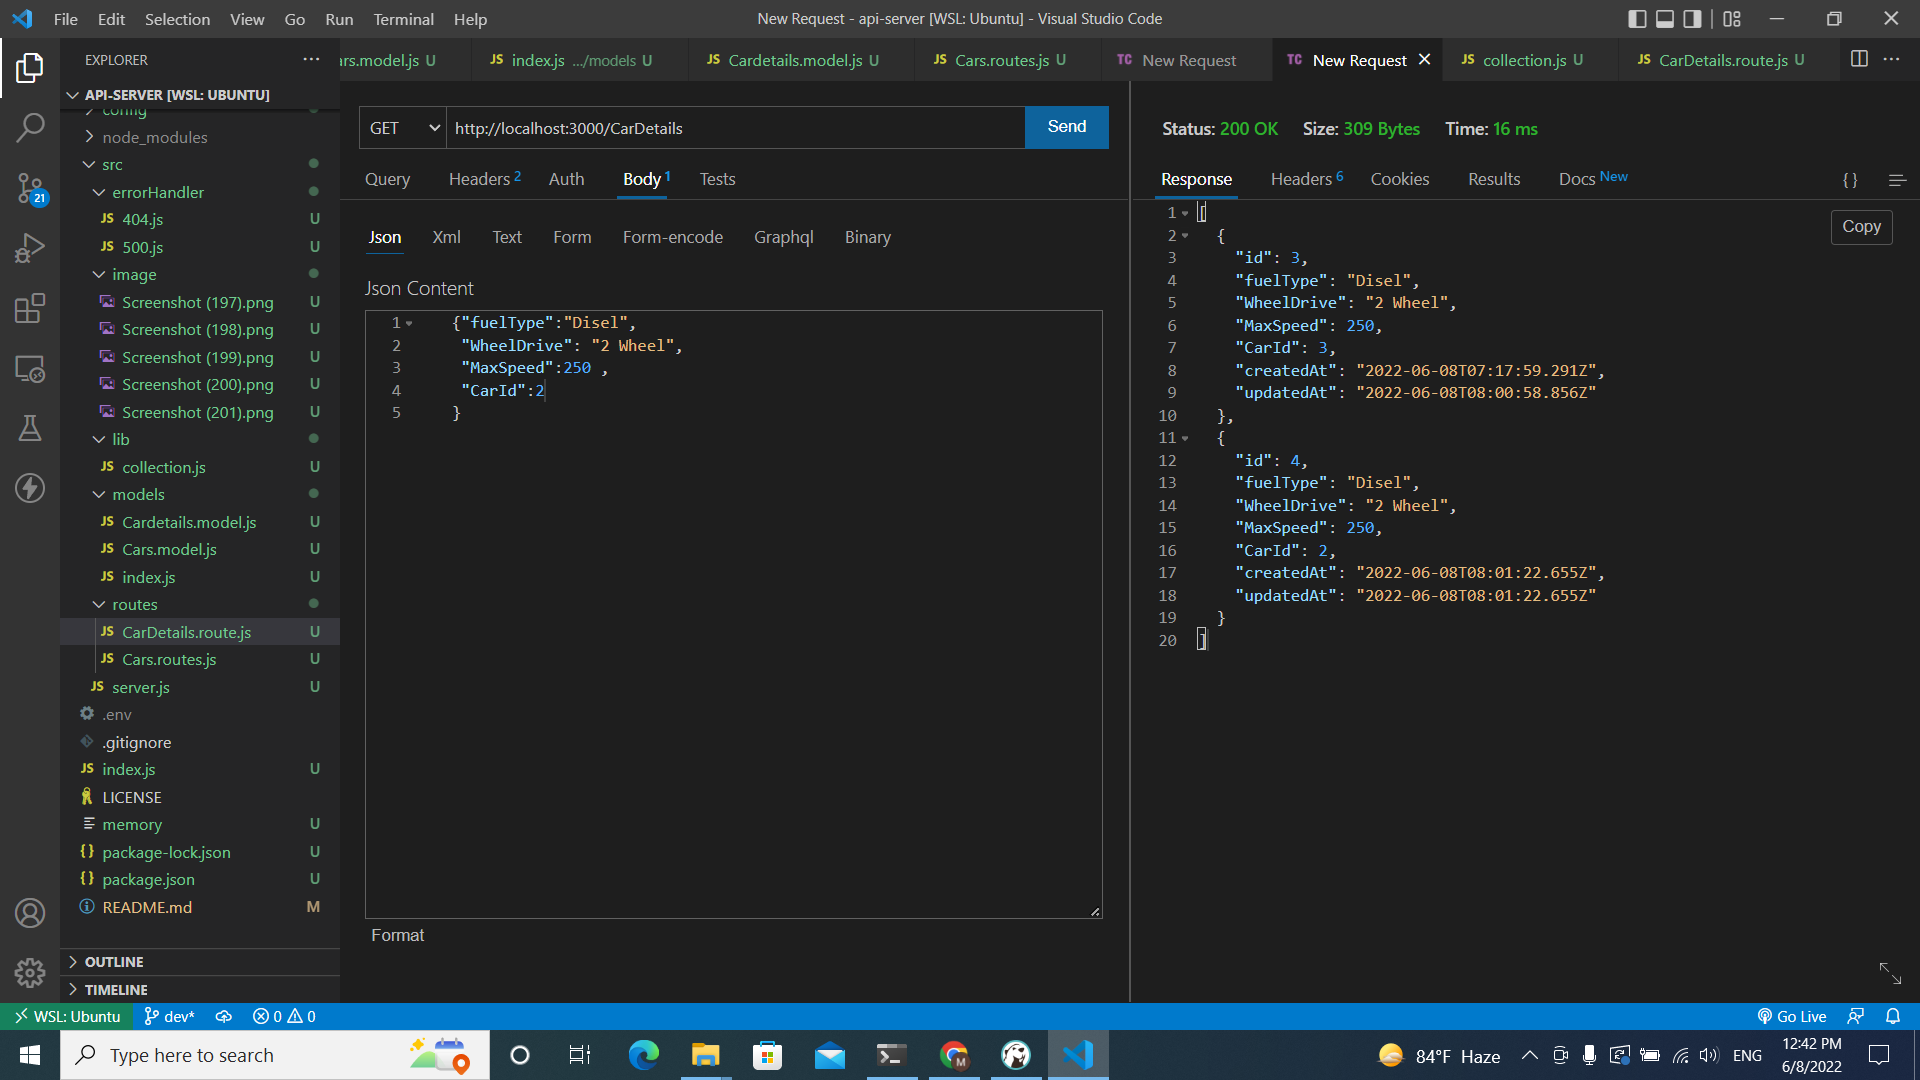 File Edit Selection View Go Run Terminal Help
New Request - api-server [WSL: Ubuntu] - Visual Studio Code
EXPLORER
ars.model.js U
JS index.js .../models U
JS Cardetails.model.js U
JS Cars.routes.js U
TC New Request
TC New Request
JS collection.js U
JS CarDetails.route.js U
API-SERVER [WSL: UBUNTU]
config
node_modules
src
errorHandler
JS 404.js U
JS 500.js U
image
Screenshot (197).png U
Screenshot (198).png U
Screenshot (199).png U
Screenshot (200).png U
Screenshot (201).png U
lib
JS collection.js U
models
JS Cardetails.model.js U
JS Cars.model.js U
JS index.js U
routes
JS CarDetails.route.js U
JS Cars.routes.js U
JS server.js U
.env
.gitignore
JS index.js U
LICENSE
memory U
{} package-lock.json U
{} package.json U
README.md M
OUTLINE
TIMELINE
21
GET http://localhost:3000/CarDetails Send
Query Headers 2 Auth Body 1 Tests
Json Xml Text Form Form-encode Graphql Binary
Json Content
1 {"fuelType":"Disel",
2 "WheelDrive": "2 Wheel",
3 "MaxSpeed":250 ,
4 "CarId":2
5 }
Format
Status: 200 OK Size: 309 Bytes Time: 16 ms
Response Headers 6 Cookies Results Docs New { }
Copy
1 [
2 {
3 "id": 3,
4 "fuelType": "Disel",
5 "WheelDrive": "2 Wheel",
6 "MaxSpeed": 250,
7 "CarId": 3,
8 "createdAt": "2022-06-08T07:17:59.291Z",
9 "updatedAt": "2022-06-08T08:00:58.856Z"
10 },
11 {
12 "id": 4,
13 "fuelType": "Disel",
14 "WheelDrive": "2 Wheel",
15 "MaxSpeed": 250,
16 "CarId": 2,
17 "createdAt": "2022-06-08T08:01:22.655Z",
18 "updatedAt": "2022-06-08T08:01:22.655Z"
19 }
20 ]
WSL: Ubuntu dev* 0 0 Go Live
Type here to search
M
84°F Haze ENG
12:42 PM
6/8/2022